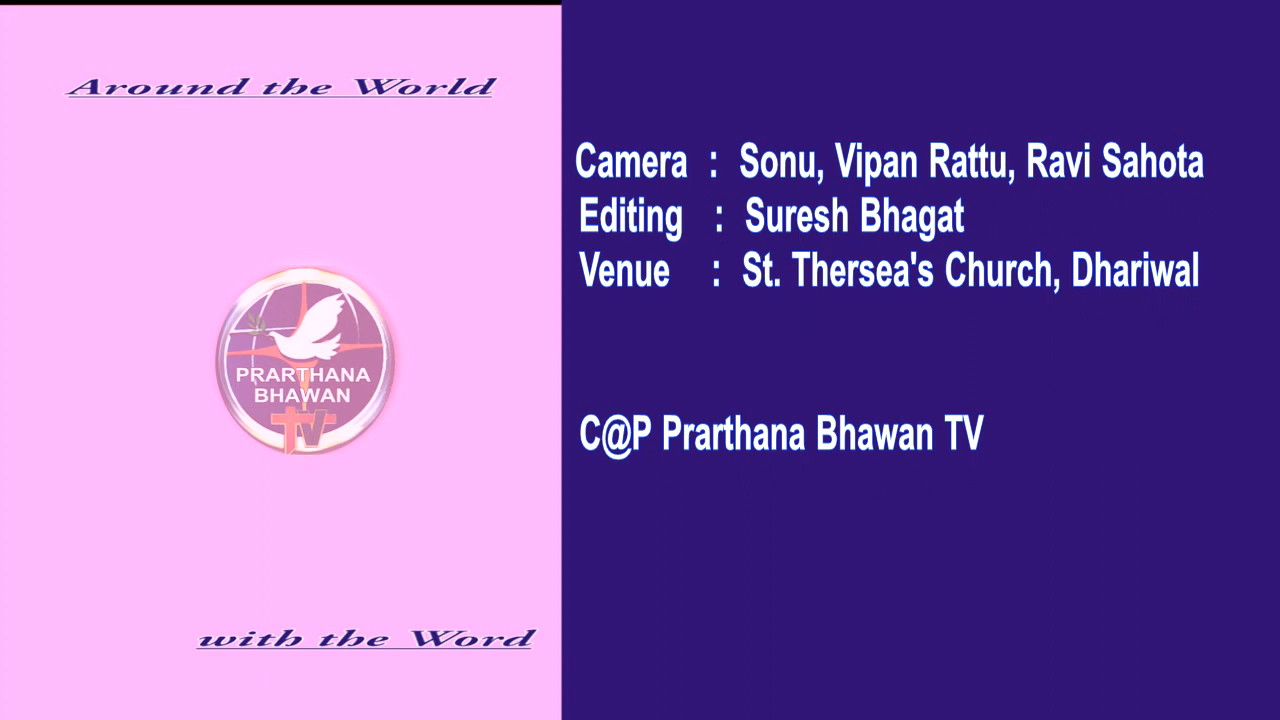 Around the World
PRARTHANA
BHAWAN
TV
with the Word
Camera : Sonu, Vipan Rattu, Ravi Sahota
Editing : Suresh Bhagat
Venue : St. Thersea's Church, Dhariwal
C@P Prarthana Bhawan TV